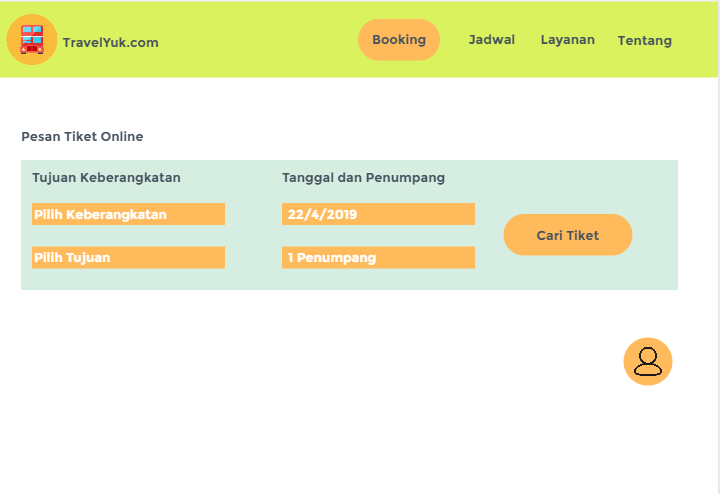 TravelYuk.com
Booking
Jadwal
Layanan
Tentang
Pesan Tiket Online
Tujuan Keberangkatan
Tanggal dan Penumpang
Pilih Keberangkatan
22/4/2019
Cari Tiket
Pilih Tujuan
1 Penumpang